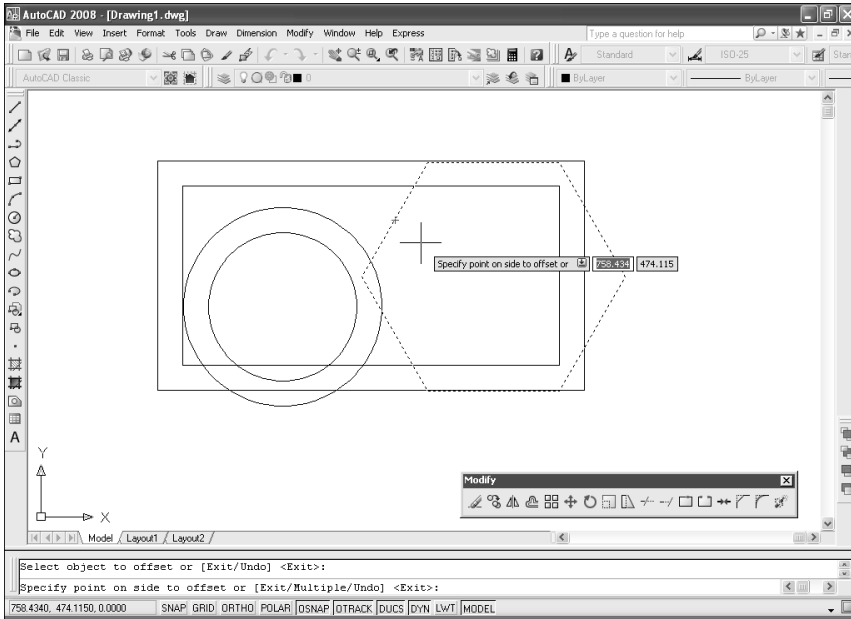 AutoCAD 2008 - [Drawing1.dwg]
File Edit View Insert Format Tools Draw Dimension Modify Window Help Express
Type a question for help
Standard ISO-25 Stan
AutoCAD Classic 0 ByLayer ByLayer
Specify point on side to offset or 758.434 474.115
A
Y
X
Modify
Model Layout1 Layout2
Select object to offset or [Exit/Undo] <Exit>:
Specify point on side to offset or [Exit/Multiple/Undo] <Exit>:
758.4340, 474.1150, 0.0000 SNAP GRID ORTHO POLAR OSNAP OTRACK DUCS DYN LWT MODEL